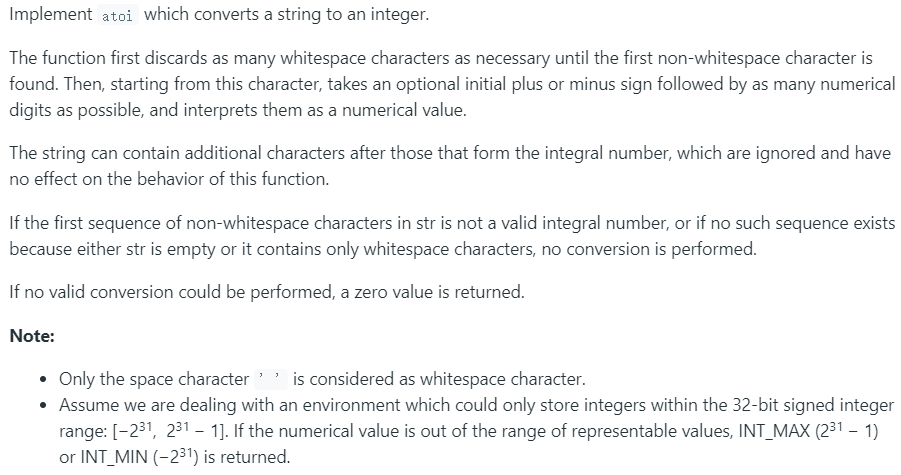 Implement atoi which converts a string to an integer.
The function first discards as many whitespace characters as necessary until the first non-whitespace character is
found. Then, starting from this character, takes an optional initial plus or minus sign followed by as many numerical
digits as possible, and interprets them as a numerical value.
The string can contain additional characters after those that form the integral number, which are ignored and have
no effect on the behavior of this function.
If the first sequence of non-whitespace characters in str is not a valid integral number, or if no such sequence exists
because either str is empty or it contains only whitespace characters, no conversion is performed.
If no valid conversion could be performed, a zero value is returned.
Note:
• Only the space character ' ' is considered as whitespace character.
• Assume we are dealing with an environment which could only store integers within the 32-bit signed integer
range: [−2³¹, 2³¹ − 1]. If the numerical value is out of the range of representable values, INT_MAX (2³¹ − 1)
or INT_MIN (−2³¹) is returned.